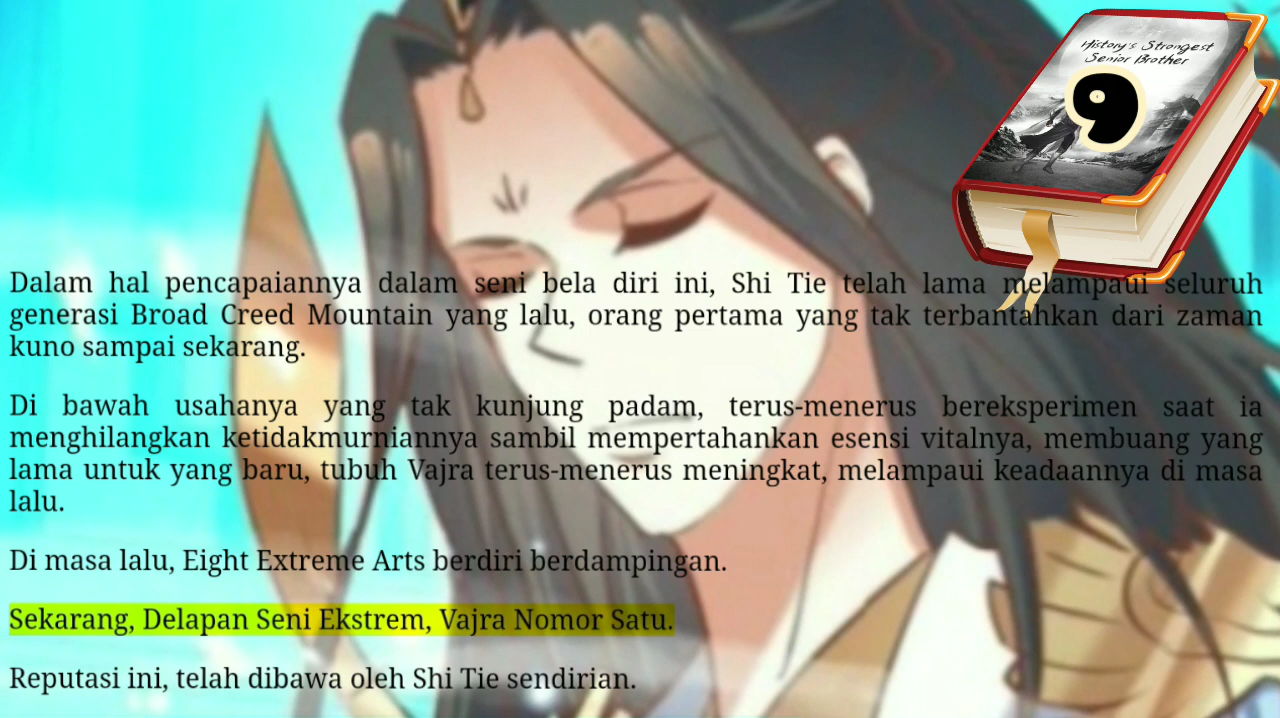 History's Strongest
Senior Brother
9
Dalam hal pencapaiannya dalam seni bela diri ini, Shi Tie telah lama melampaui seluruh
generasi Broad Creed Mountain yang lalu, orang pertama yang tak terbantahkan dari zaman
kuno sampai sekarang.
Di bawah usahanya yang tak kunjung padam, terus-menerus bereksperimen saat ia
menghilangkan ketidakmurniannya sambil mempertahankan esensi vitalnya, membuang yang
lama untuk yang baru, tubuh Vajra terus-menerus meningkat, melampaui keadaannya di masa
lalu.
Di masa lalu, Eight Extreme Arts berdiri berdampingan.
Sekarang, Delapan Seni Ekstrem, Vajra Nomor Satu.
Reputasi ini, telah dibawa oleh Shi Tie sendirian.